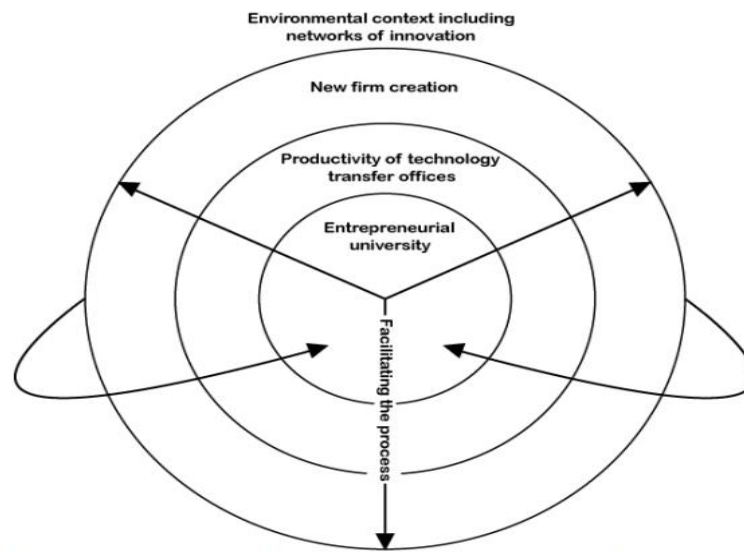 Environmental context including
networks of innovation
New firm creation
Productivity of technology
transfer offices
Entrepreneurial
university
Facilitating the process